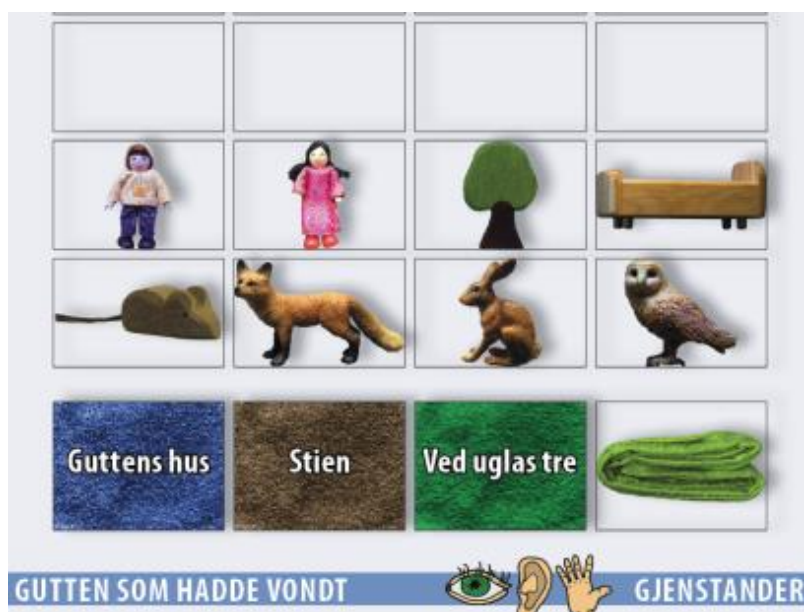 Guttens hus
Stien
Ved uglas tre
GUTTEN SOM HADDE VONDT
GJENSTANDER